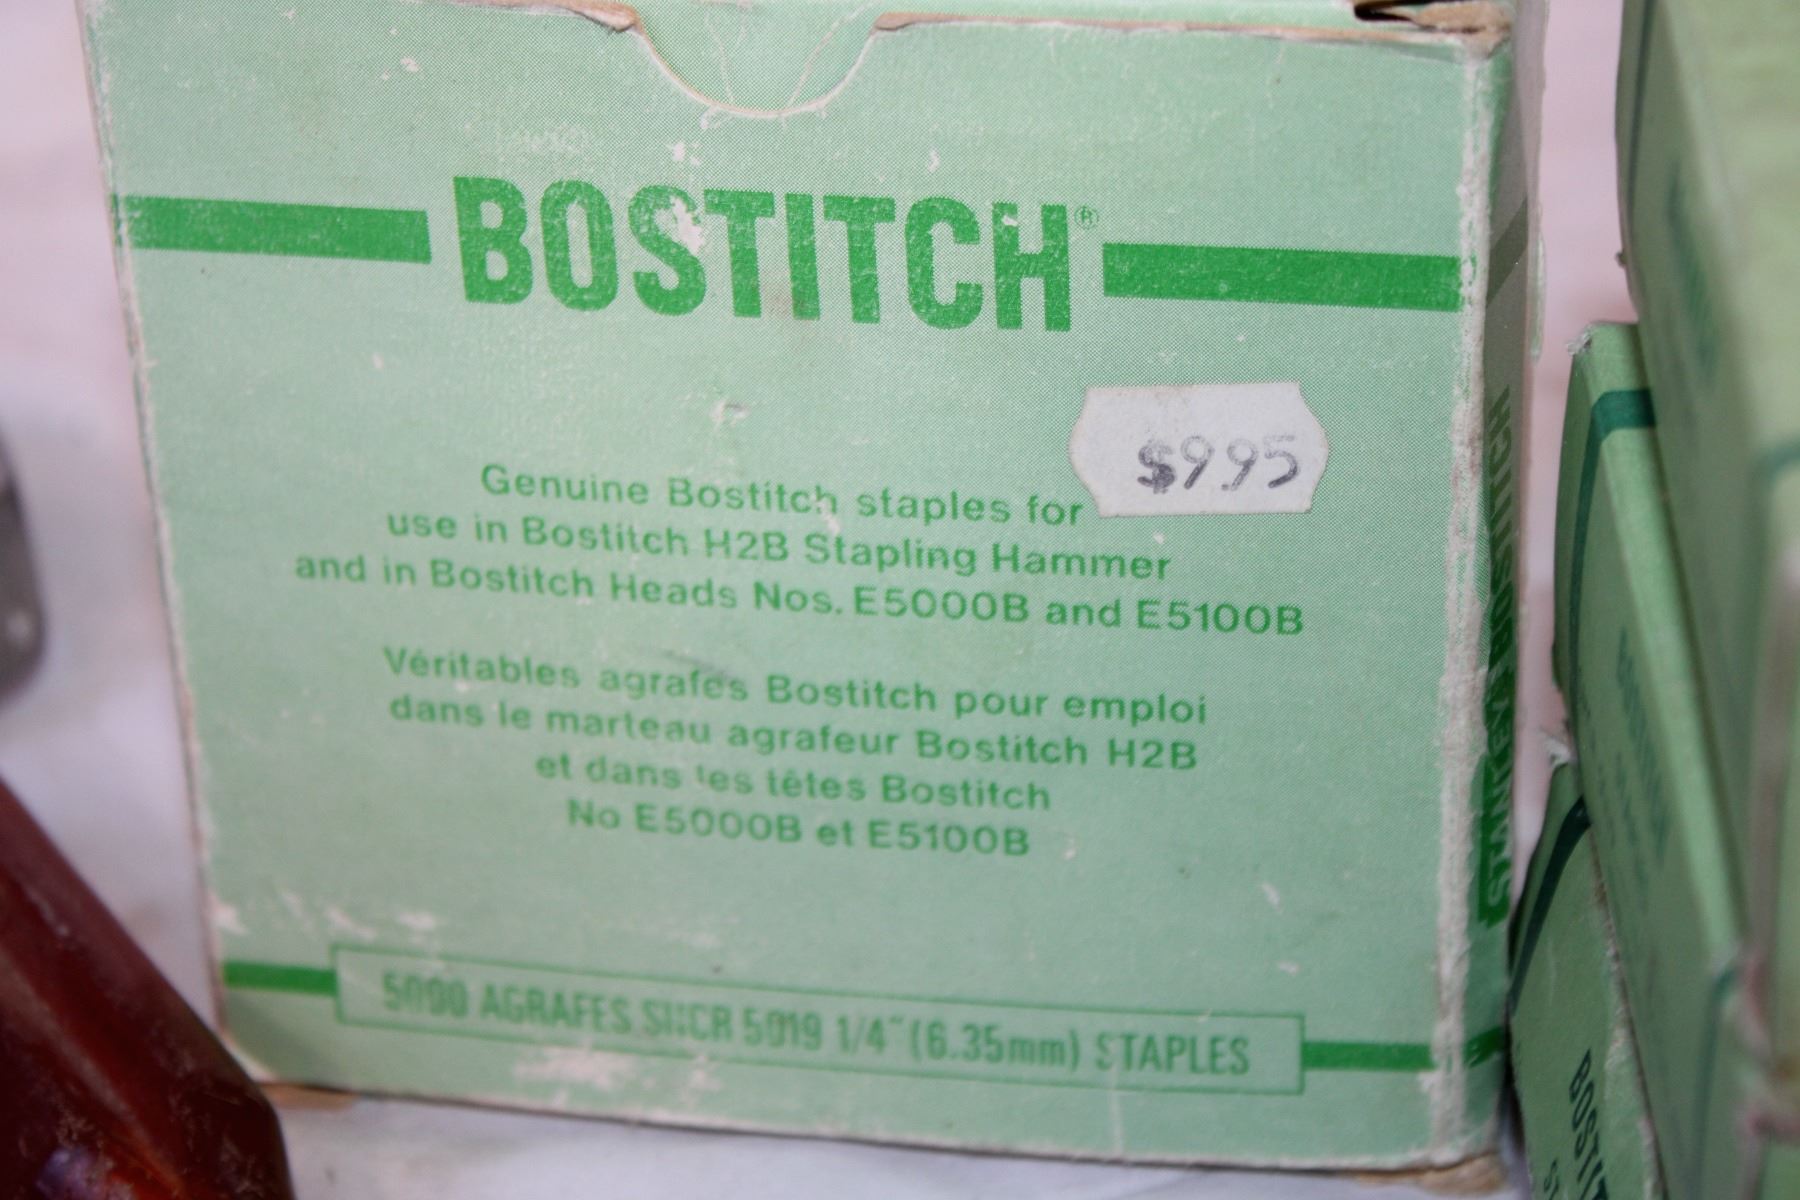 BOSTITCH®
$9.95
Genuine Bostitch staples for
use in Bostitch H2B Stapling Hammer
and in Bostitch Heads Nos. E5000B and E5100B
Véritables agrafes Bostitch pour emploi
dans le marteau agrafeur Bostitch H2B
et dans les têtes Bostitch
No E5000B et E5100B
5000 AGRAFES 5019 1/4" (6.35mm) STAPLES
STANLEY BOSTITCH